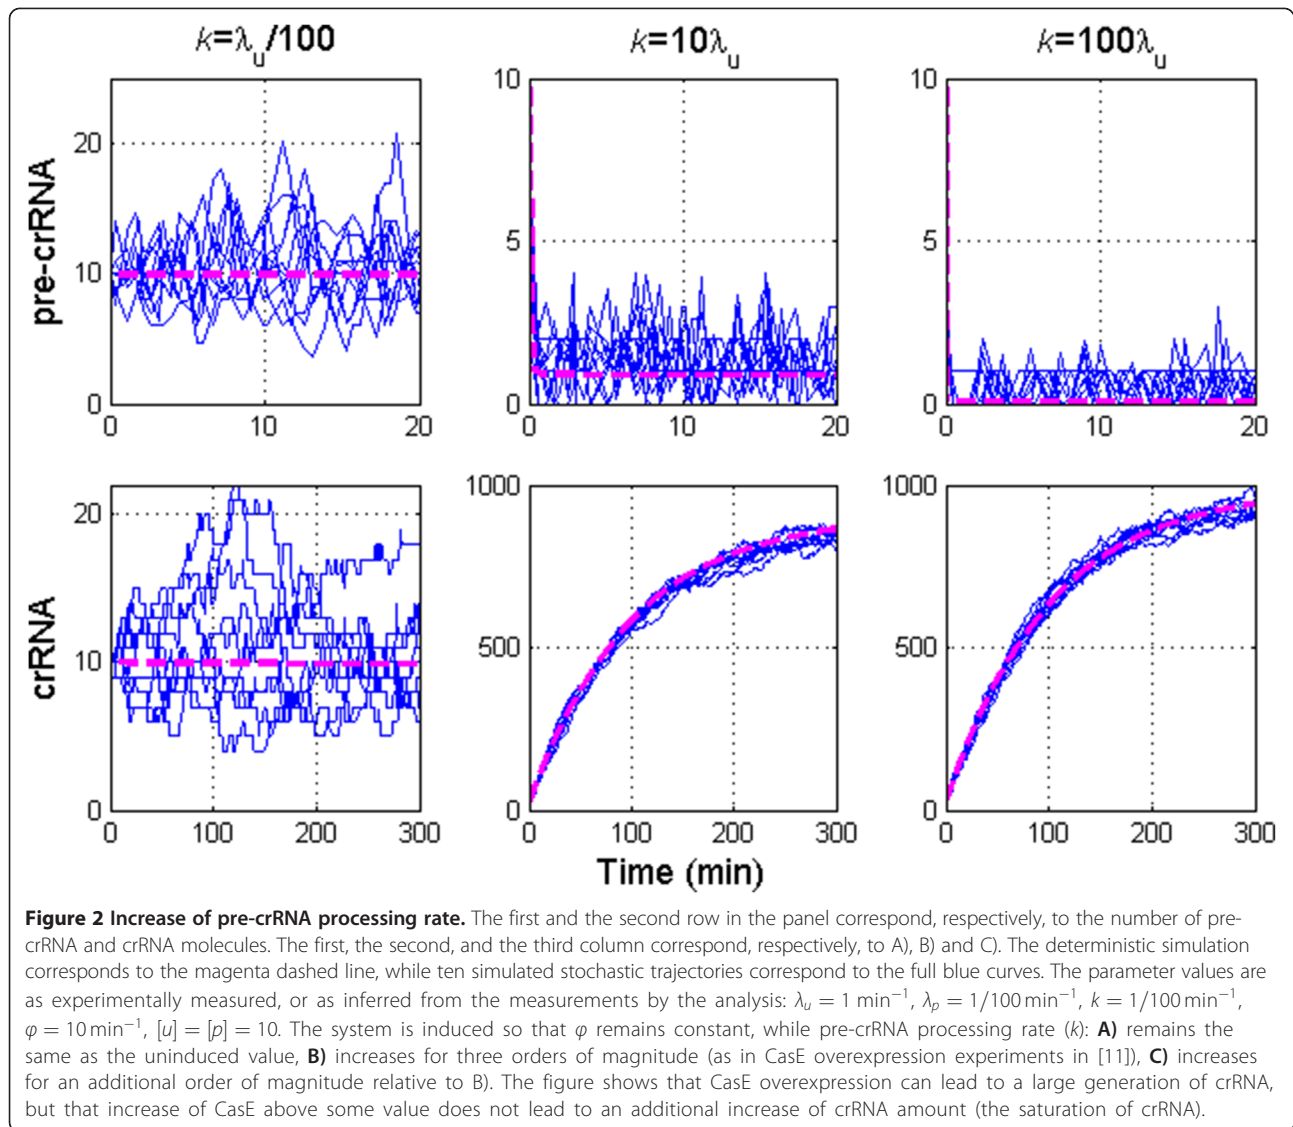 k=λu/100
k=10λu
k=100λu
pre-crRNA
20
10
0
0
10
20
10
5
0
0
10
20
10
5
0
0
10
20
crRNA
20
10
0
0
100
200
300
1000
500
0
0
100
200
300
1000
500
0
0
100
200
300
Time (min)
Figure 2 Increase of pre-crRNA processing rate. The first and the second row in the panel correspond, respectively, to the number of pre-
crRNA and crRNA molecules. The first, the second, and the third column correspond, respectively, to A), B) and C). The deterministic simulation
corresponds to the magenta dashed line, while ten simulated stochastic trajectories correspond to the full blue curves. The parameter values are
as experimentally measured, or as inferred from the measurements by the analysis: λu = 1 min⁻¹, λp = 1/100 min⁻¹, k = 1/100 min⁻¹,
φ = 10 min⁻¹, [u] = [p] = 10. The system is induced so that φ remains constant, while pre-crRNA processing rate (k): A) remains the
same as the uninduced value, B) increases for three orders of magnitude (as in CasE overexpression experiments in [11]), C) increases
for an additional order of magnitude relative to B). The figure shows that CasE overexpression can lead to a large generation of crRNA,
but that increase of CasE above some value does not lead to an additional increase of crRNA amount (the saturation of crRNA).